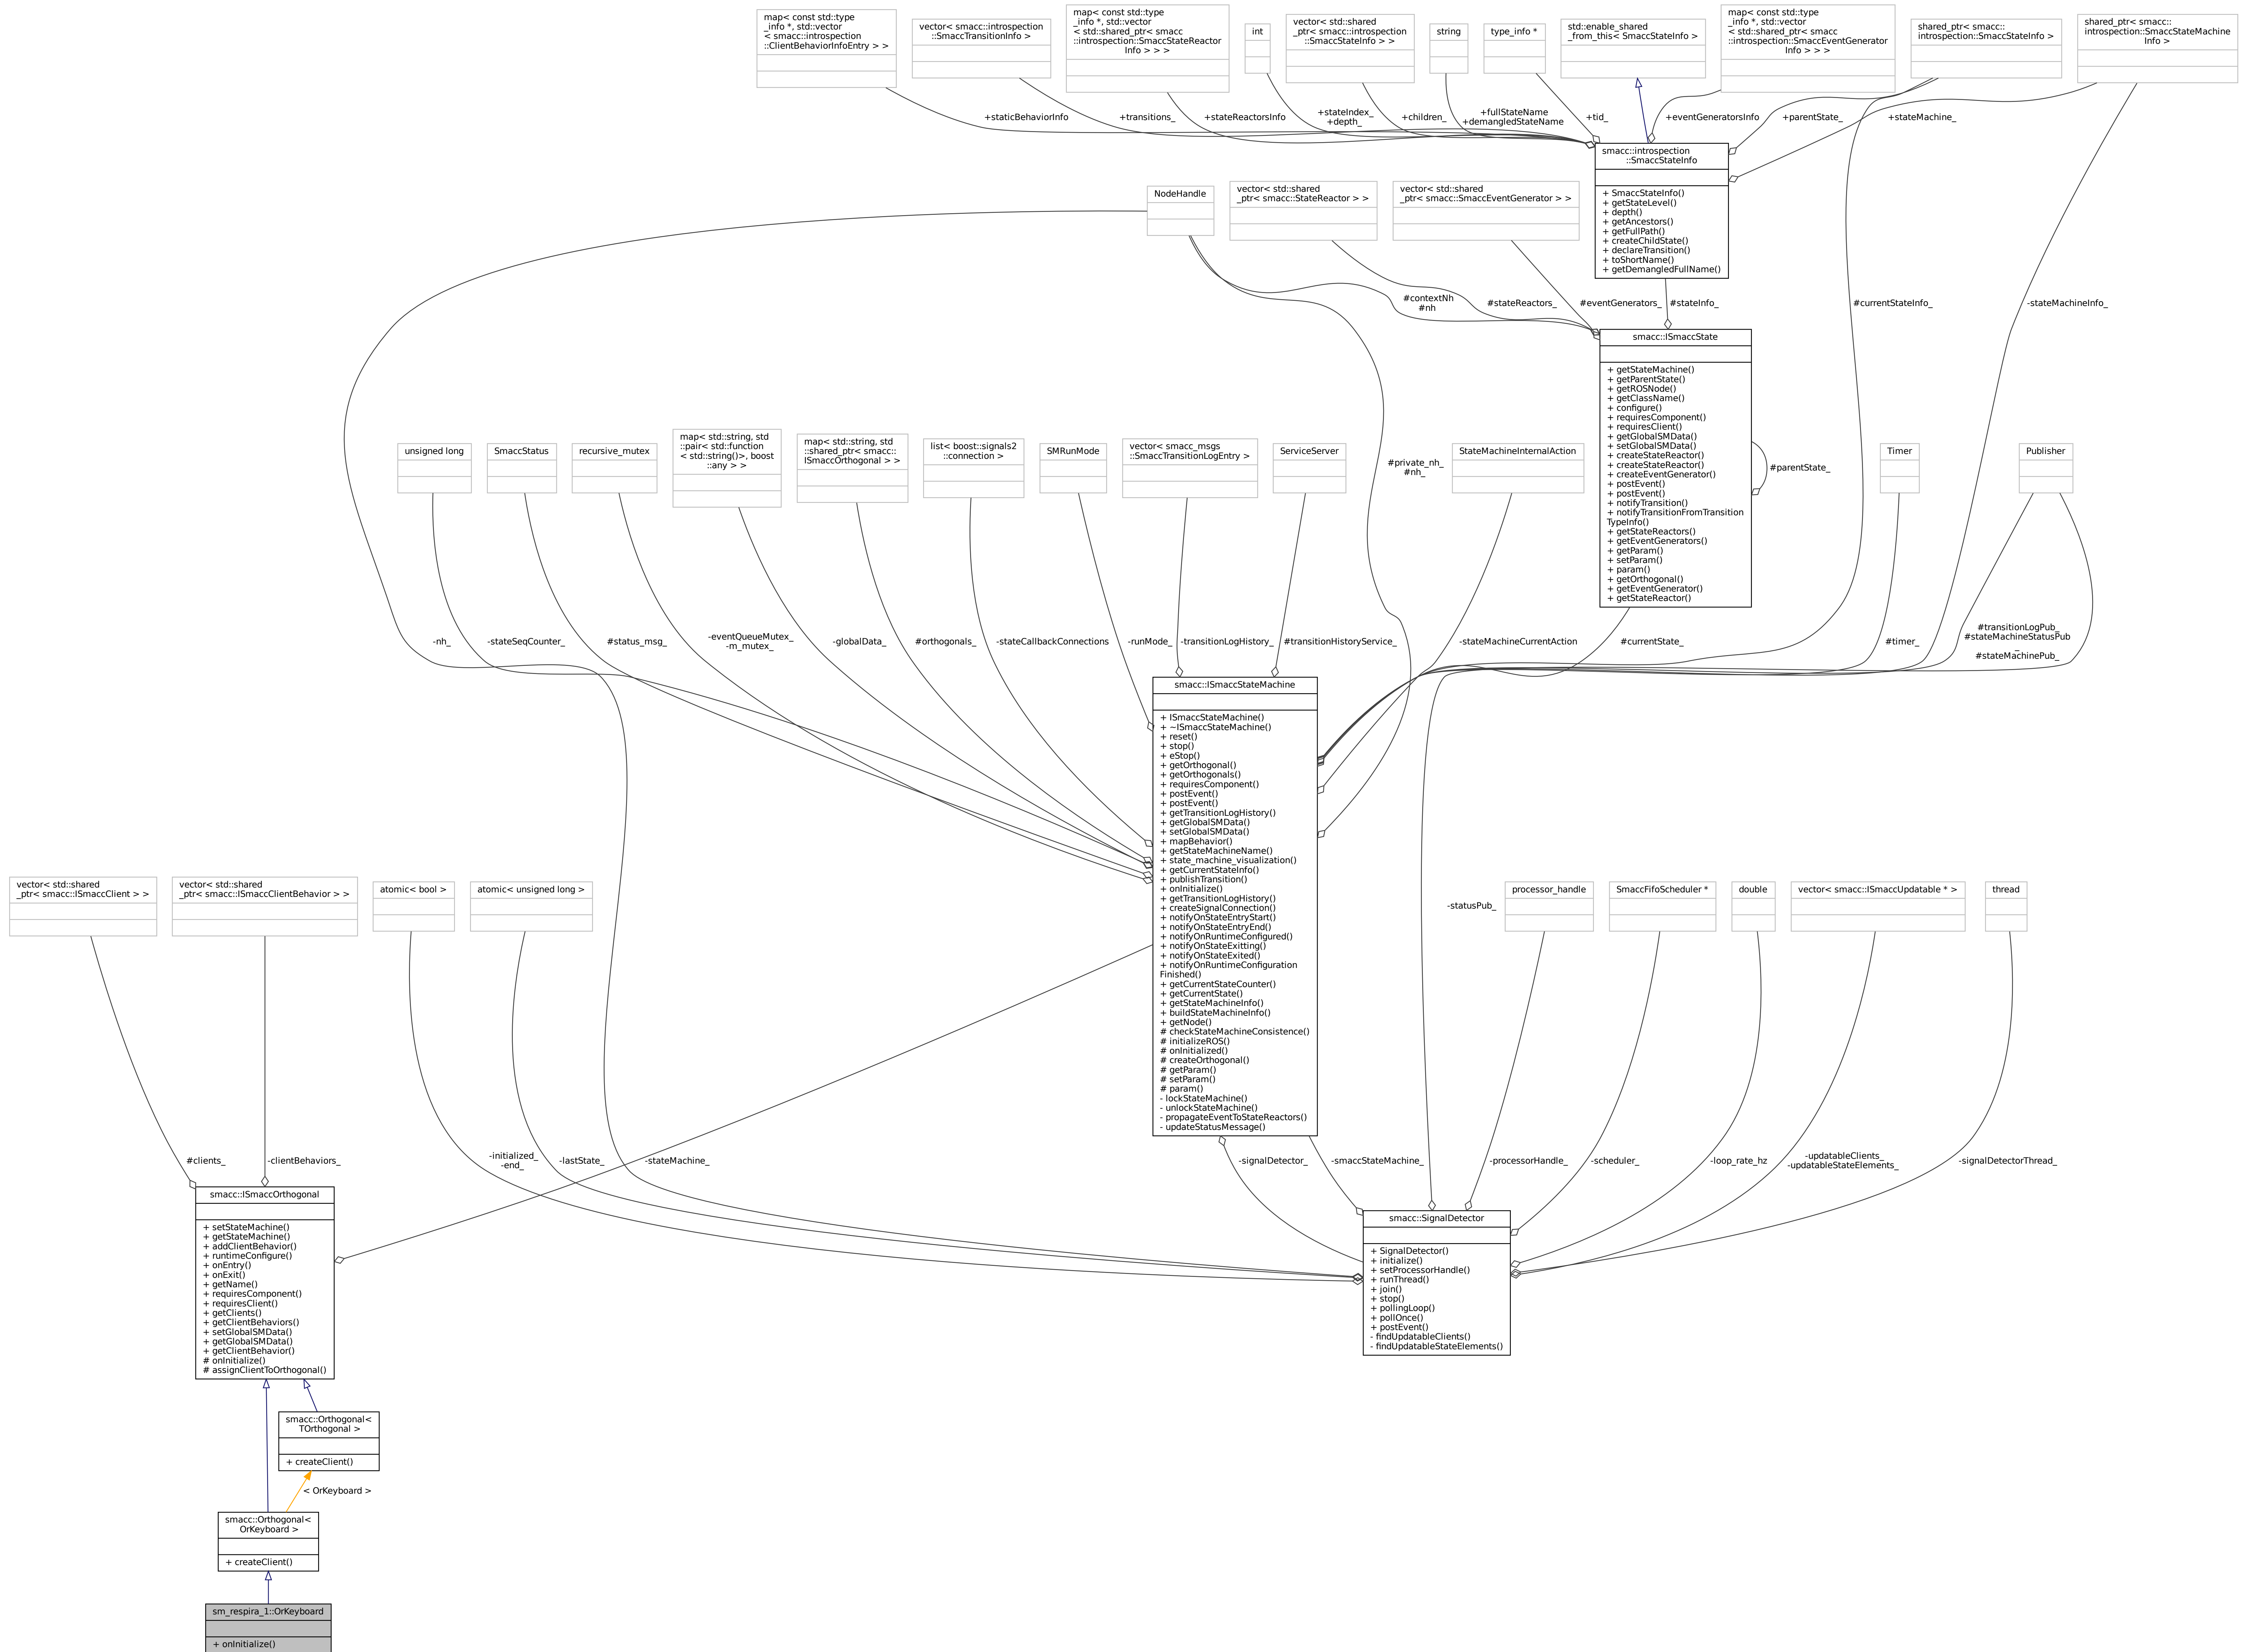 map< const std::type
_info *, std::vector
< smacc::introspection
::ClientBehaviorInfoEntry > >
vector< smacc::introspection
::SmaccTransitionInfo >
map< const std::type
_info *, std::vector
< std::shared_ptr< smacc
::introspection::SmaccStateReactor
Info > > >
int
vector< std::shared
_ptr< smacc::introspection
::SmaccStateInfo > >
string
type_info *
std::enable_shared
_from_this< SmaccStateInfo >
map< const std::type
_info *, std::vector
< std::shared_ptr< smacc
::introspection::SmaccEventGenerator
Info > > >
shared_ptr< smacc::
introspection::SmaccStateInfo >
shared_ptr< smacc::
introspection::SmaccStateMachine
Info >
+staticBehaviorInfo
+transitions_
+stateReactorsInfo
+stateIndex_
+depth_
+children_
+fullStateName
+demangledStateName
+tid_
+eventGeneratorsInfo
+parentState_
+stateMachine_
smacc::introspection
::SmaccStateInfo
+ SmaccStateInfo()
+ getStateLevel()
+ depth()
+ getAncestors()
+ getFullPath()
+ createChildState()
+ declareTransition()
+ toShortName()
+ getDemangledFullName()
NodeHandle
vector< std::shared
_ptr< smacc::StateReactor > >
vector< std::shared
_ptr< smacc::SmaccEventGenerator > >
#contextNh
#nh
#stateReactors_
#eventGenerators_
#stateInfo_
#currentStateInfo_
-stateMachineInfo_
smacc::ISmaccState
+ getStateMachine()
+ getParentState()
+ getROSNode()
+ getClassName()
+ configure()
+ requiresComponent()
+ requiresClient()
+ getGlobalSMData()
+ setGlobalSMData()
+ createStateReactor()
+ createStateReactor()
+ createEventGenerator()
+ postEvent()
+ postEvent()
+ notifyTransition()
+ notifyTransitionFromTransition
TypeInfo()
+ getStateReactors()
+ getEventGenerators()
+ getParam()
+ setParam()
+ param()
+ getOrthogonal()
+ getEventGenerator()
+ getStateReactor()
#parentState_
unsigned long
SmaccStatus
recursive_mutex
map< std::string, std
::pair< std::function
< std::string()>, boost
::any > >
map< std::string, std
::shared_ptr< smacc::
ISmaccOrthogonal > >
list< boost::signals2
::connection >
SMRunMode
vector< smacc_msgs
::SmaccTransitionLogEntry >
ServiceServer
#private_nh_
#nh_
StateMachineInternalAction
Timer
Publisher
-nh_
-stateSeqCounter_
#status_msg_
-eventQueueMutex_
-m_mutex_
-globalData_
#orthogonals_
-stateCallbackConnections
-runMode_
-transitionLogHistory_
#transitionHistoryService_
-stateMachineCurrentAction
#currentState_
#timer_
#transitionLogPub_
#stateMachineStatusPub
_
#stateMachinePub_
smacc::ISmaccStateMachine
+ ISmaccStateMachine()
+ ~ISmaccStateMachine()
+ reset()
+ stop()
+ eStop()
+ getOrthogonal()
+ getOrthogonals()
+ requiresComponent()
+ postEvent()
+ postEvent()
+ getTransitionLogHistory()
+ getGlobalSMData()
+ setGlobalSMData()
+ mapBehavior()
+ getStateMachineName()
+ state_machine_visualization()
+ getCurrentStateInfo()
+ publishTransition()
+ onInitialize()
+ getTransitionLogHistory()
+ createSignalConnection()
+ notifyOnStateEntryStart()
+ notifyOnStateEntryEnd()
+ notifyOnRuntimeConfigured()
+ notifyOnStateExitting()
+ notifyOnStateExited()
+ notifyOnRuntimeConfiguration
Finished()
+ getCurrentStateCounter()
+ getCurrentState()
+ getStateMachineInfo()
+ buildStateMachineInfo()
+ getNode()
# checkStateMachineConsistence()
# initializeROS()
# onInitialized()
# createOrthogonal()
# getParam()
# setParam()
# param()
- lockStateMachine()
- unlockStateMachine()
- propagateEventToStateReactors()
- updateStatusMessage()
vector< std::shared
_ptr< smacc::ISmaccClient > >
vector< std::shared
_ptr< smacc::ISmaccClientBehavior > >
atomic< bool >
atomic< unsigned long >
-statusPub_
processor_handle
SmaccFifoScheduler *
double
vector< smacc::ISmaccUpdatable * >
thread
#clients_
-clientBehaviors_
-initialized_
-end_
-lastState_
-stateMachine_
-signalDetector_
-smaccStateMachine_
-processorHandle_
-scheduler_
-loop_rate_hz
-updatableClients_
-updatableStateElements_
-signalDetectorThread_
smacc::ISmaccOrthogonal
+ setStateMachine()
+ getStateMachine()
+ addClientBehavior()
+ runtimeConfigure()
+ onEntry()
+ onExit()
+ getName()
+ requiresComponent()
+ requiresClient()
+ getClients()
+ getClientBehaviors()
+ setGlobalSMData()
+ getGlobalSMData()
+ getClientBehavior()
# onInitialize()
# assignClientToOrthogonal()
smacc::SignalDetector
+ SignalDetector()
+ initialize()
+ setProcessorHandle()
+ runThread()
+ join()
+ stop()
+ pollingLoop()
+ pollOnce()
+ postEvent()
- findUpdatableClients()
- findUpdatableStateElements()
smacc::Orthogonal<
TOrthogonal >
+ createClient()
< OrKeyboard >
smacc::Orthogonal<
OrKeyboard >
+ createClient()
sm_respira_1::OrKeyboard
+ onInitialize()